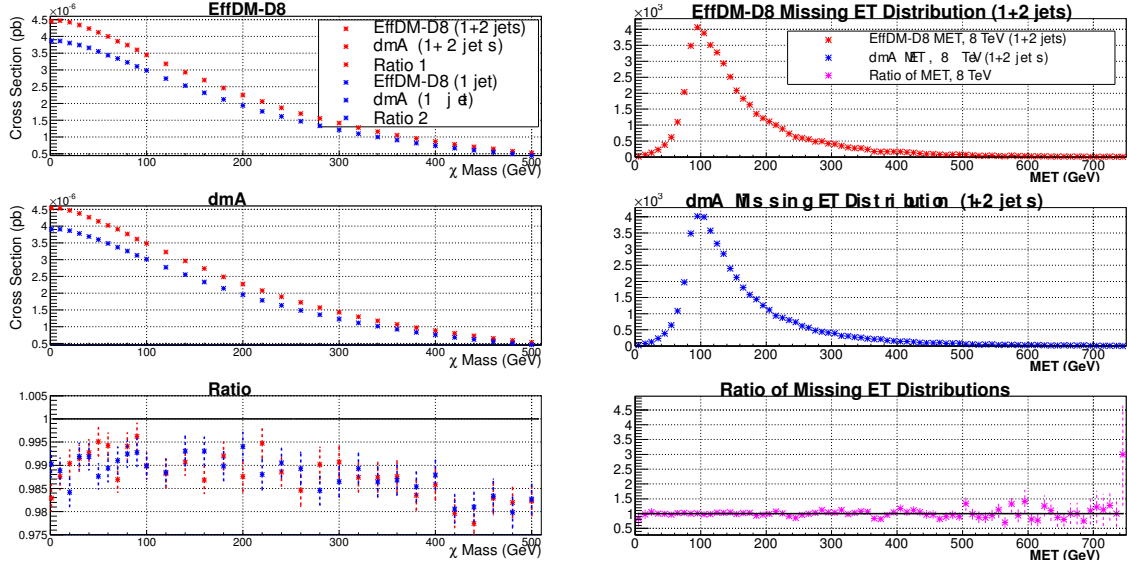 EffDM-D8
×10⁻⁶
Cross Section (pb)
4.5
4
3.5
3
2.5
2
1.5
1
0.5
EffDM-D8 (1+2 jets)
dmA (1+ 2 jet s)
Ratio 1
EffDM-D8 (1 jet)
Ratio 2
0 100 200 300 400 500
χ Mass (GeV)
dmA
×10⁻⁶
Cross Section (pb)
4.5
4
3.5
3
2.5
2
1.5
1
0.5
0 100 200 300 400 500
χ Mass (GeV)
Ratio
1.005
1
0.995
0.99
0.985
0.98
0.975
0 100 200 300 400 500
χ Mass (GeV)
EffDM-D8 Missing ET Distribution (1+2 jets)
×10³
4
3.5
3
2.5
2
1.5
1
0.5
0
EffDM-D8 MET, 8 TeV (1+2 jets)
dmA MET, 8 TeV (1+2 jet s)
Ratio of MET, 8 TeV
0 100 200 300 400 500 600 700
MET (GeV)
dmA Missing ET Distribution (1+2 jet s)
×10³
4
3.5
3
2.5
2
1.5
1
0.5
0
0 100 200 300 400 500 600 700
MET (GeV)
Ratio of Missing ET Distributions
4.5
4
3.5
3
2.5
2
1.5
1
0.5
0 100 200 300 400 500 600 700
MET (GeV)